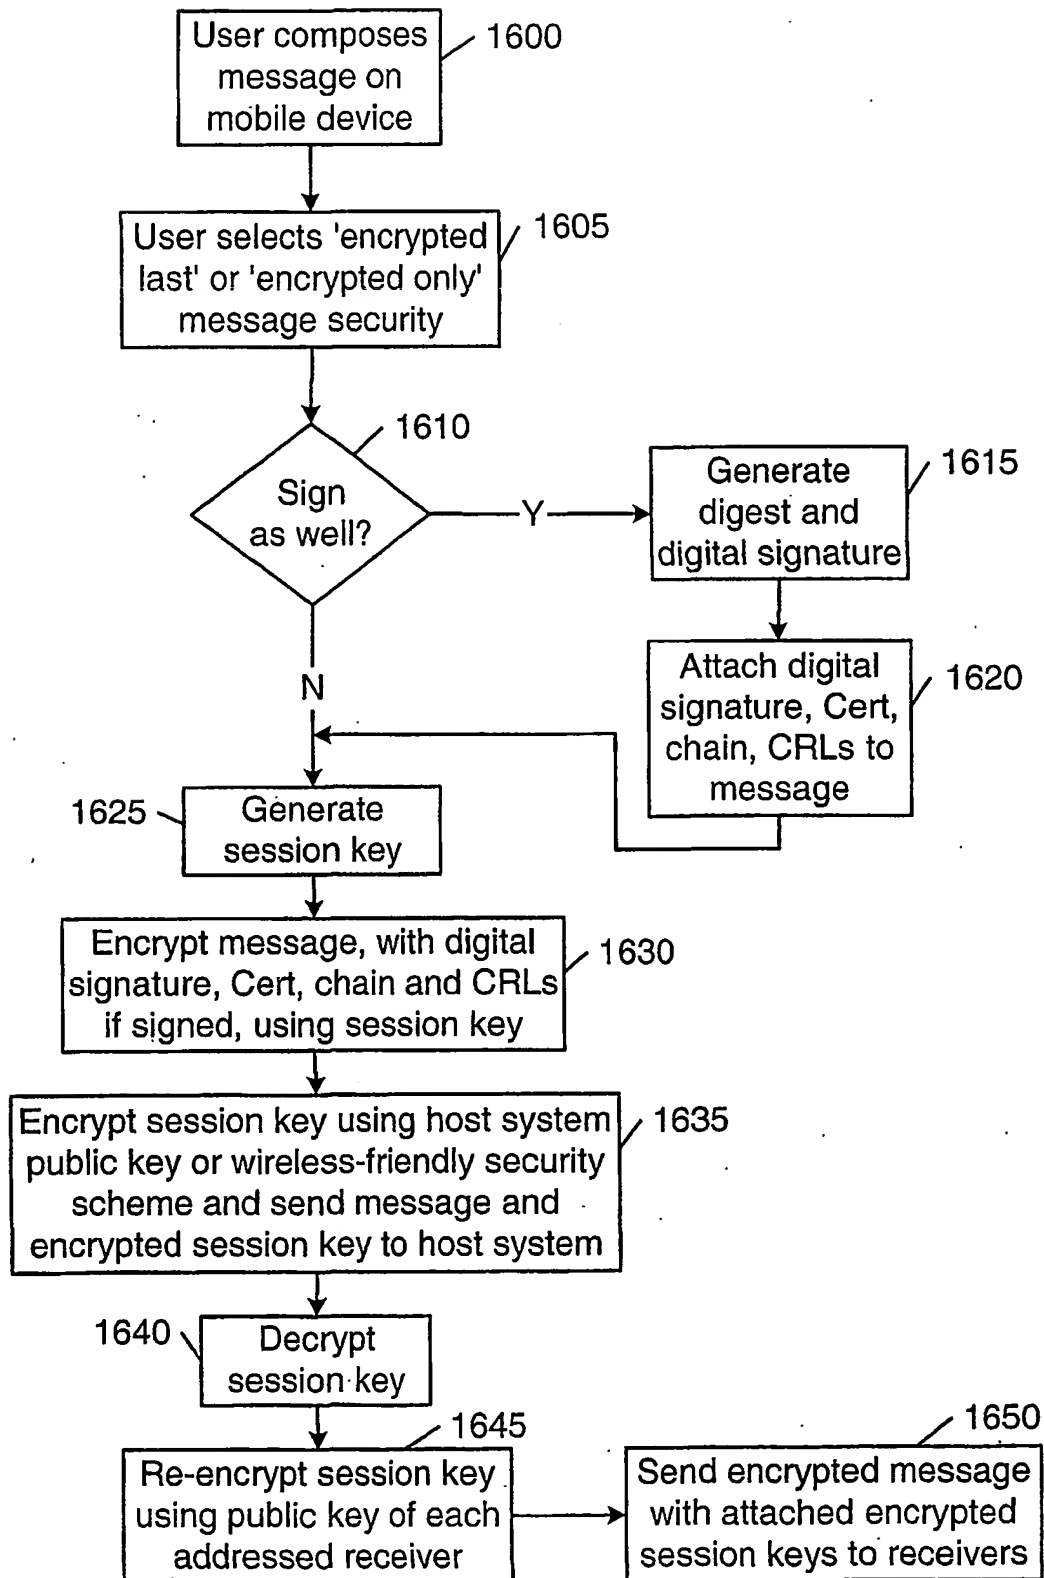 User composes
message on
mobile device
1600
User selects 'encrypted
last' or 'encrypted only'
message security
1605
Sign
as well?
1610
Y
Generate
digest and
digital signature
1615
Attach digital
signature, Cert,
chain, CRLs to
message
1620
N
Generate
session key
1625
Encrypt message, with digital
signature, Cert, chain and CRLs
if signed, using session key
1630
Encrypt session key using host system
public key or wireless-friendly security
scheme and send message and
encrypted session key to host system
1635
Decrypt
session key
1640
Re-encrypt session key
using public key of each
addressed receiver
1645
Send encrypted message
with attached encrypted
session keys to receivers
1650